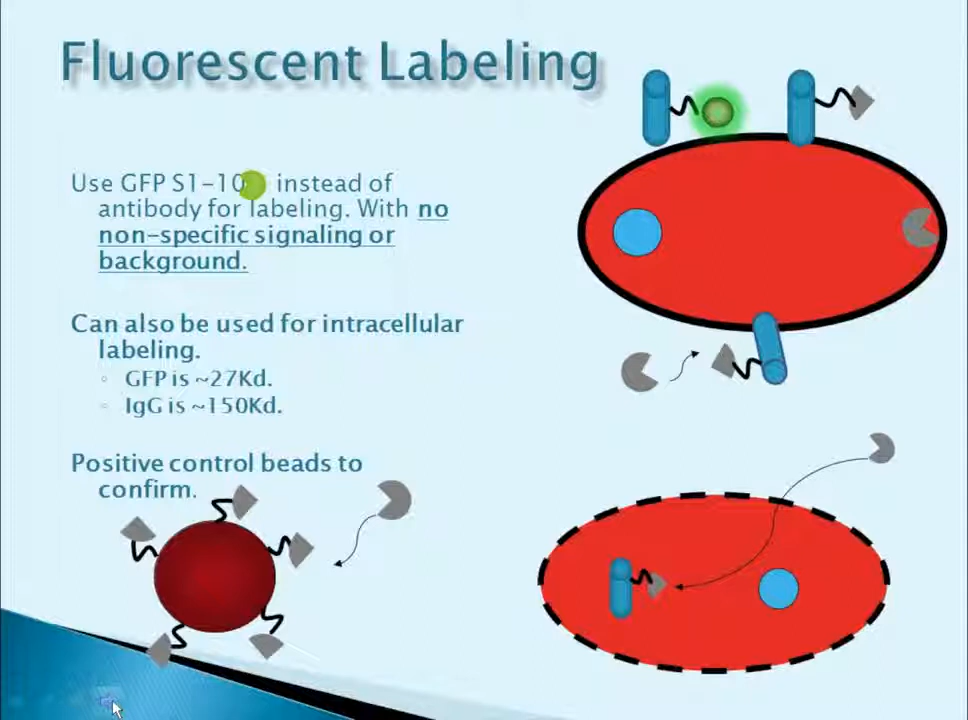 Fluorescent Labeling
Use GFP S1-10 instead of
antibody for labeling. With no
non-specific signaling or
background.
Can also be used for intracellular
labeling.
◦ GFP is ~27Kd.
◦ IgG is ~150Kd.
Positive control beads to
confirm.